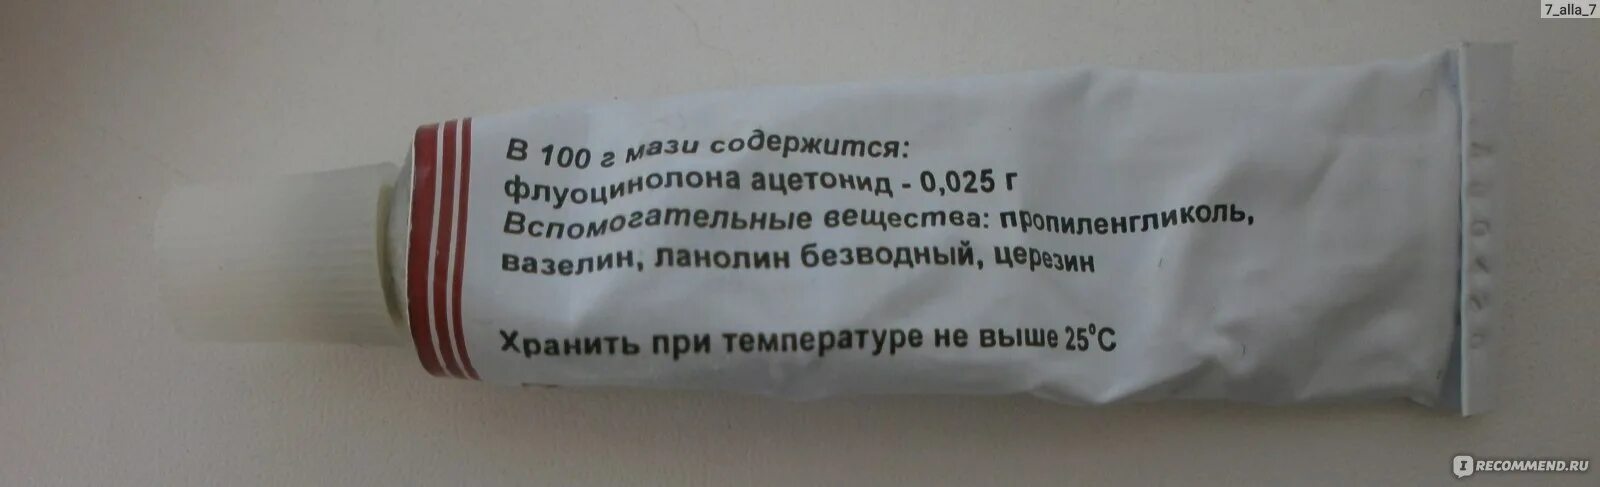 7_alla_7
В 100 г мази содержится:
флуоцинолона ацетонид - 0,025 г
Вспомогательные вещества: пропиленгликоль,
вазелин, ланолин безводный, церезин
Хранить при температуре не выше 25°С
IRECOMMEND.RU